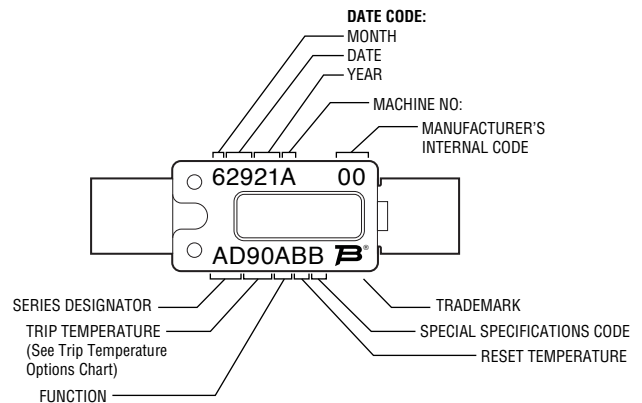 DATE CODE:
MONTH
DATE
YEAR
MACHINE NO:
MANUFACTURER'S
INTERNAL CODE
62921A 00
AD90ABB B®
SERIES DESIGNATOR
TRIP TEMPERATURE
(See Trip Temperature
Options Chart)
FUNCTION
TRADEMARK
SPECIAL SPECIFICATIONS CODE
RESET TEMPERATURE